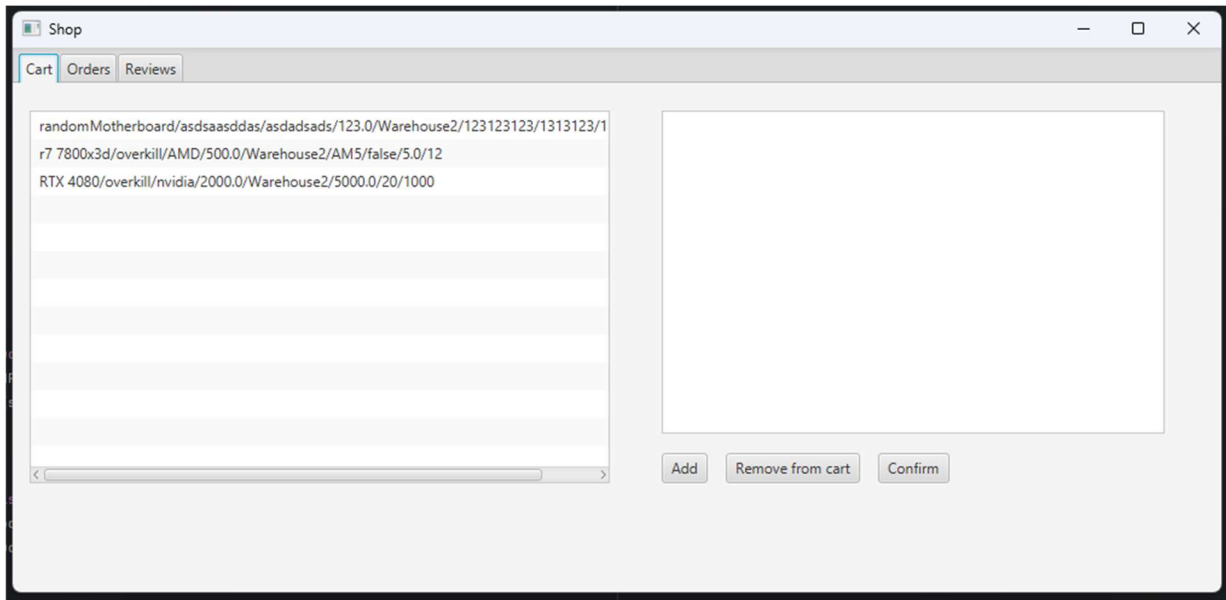 Shop
Cart Orders Reviews
randomMotherboard/asdsaasddas/asdadsads/123.0/Warehouse2/123123123/1313123/1
r7 7800x3d/overkill/AMD/500.0/Warehouse2/AM5/false/5.0/12
RTX 4080/overkill/nvidia/2000.0/Warehouse2/5000.0/20/1000
Add Remove from cart Confirm